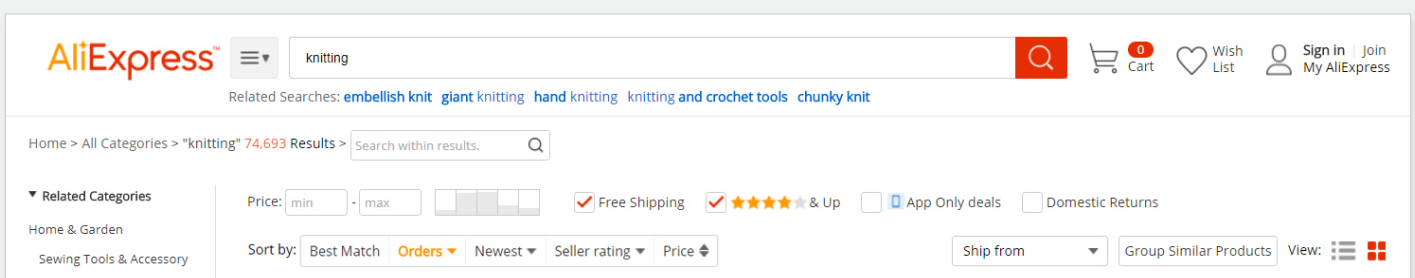 AliExpress™
knitting
0
Cart
Wish
List
Sign in | Join
My AliExpress
Related Searches: embellish knit giant knitting hand knitting knitting and crochet tools chunky knit
Home > All Categories > "knitting" 74,693 Results > Search within results.
Related Categories
Home & Garden
Sewing Tools & Accessory
Price: min - max Free Shipping & Up App Only deals Domestic Returns
Sort by: Best Match Orders Newest Seller rating Price Ship from Group Similar Products View: